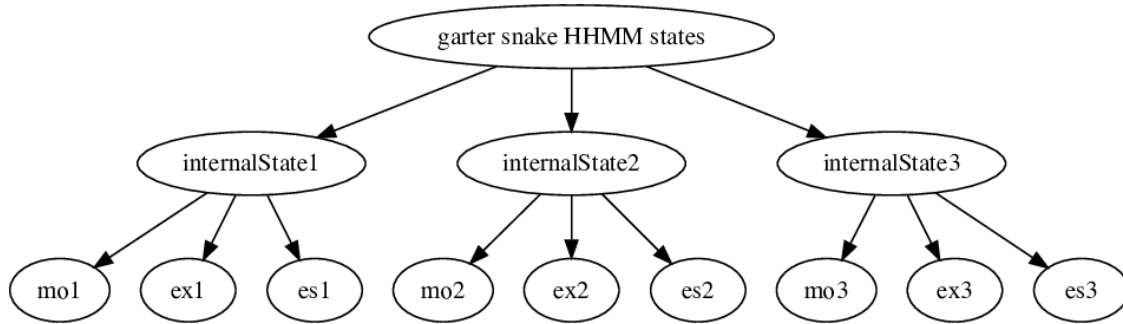 garter snake HHMM states
internalState1 internalState2 internalState3
mo1 ex1 es1 mo2 ex2 es2 mo3 ex3 es3